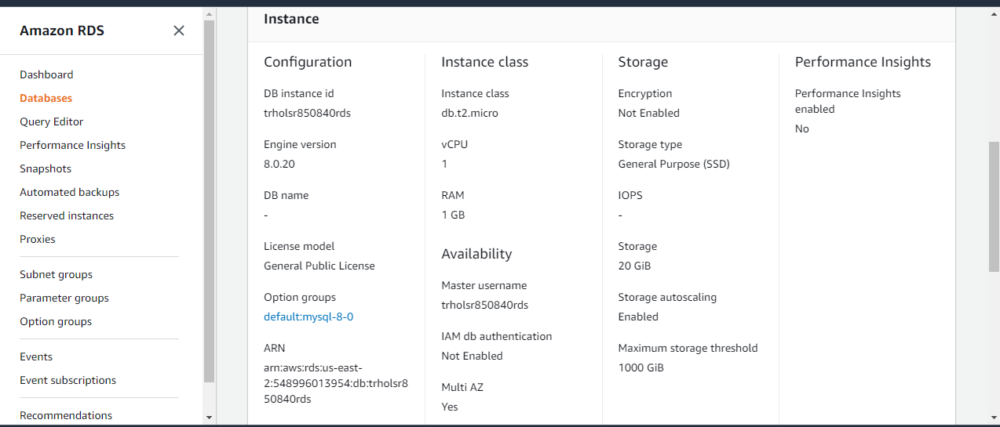 Amazon RDS
Dashboard
Databases
Query Editor
Performance Insights
Snapshots
Automated backups
Reserved instances
Proxies
Subnet groups
Parameter groups
Option groups
Events
Event subscriptions
Recommendations
Instance
Configuration
DB instance id
trholsr850840rds
Engine version
8.0.20
DB name
-
License model
General Public License
Option groups
default:mysql-8-0
ARN
arn:aws:rds:us-east-
2:548996013954:db:trholsr8
50840rds
Instance class
Instance class
db.t2.micro
vCPU
1
RAM
1 GB
Availability
Master username
trholsr850840rds
IAM db authentication
Not Enabled
Multi AZ
Yes
Storage
Encryption
Not Enabled
Storage type
General Purpose (SSD)
IOPS
-
Storage
20 GiB
Storage autoscaling
Enabled
Maximum storage threshold
1000 GiB
Performance Insights
Performance Insights
enabled
No